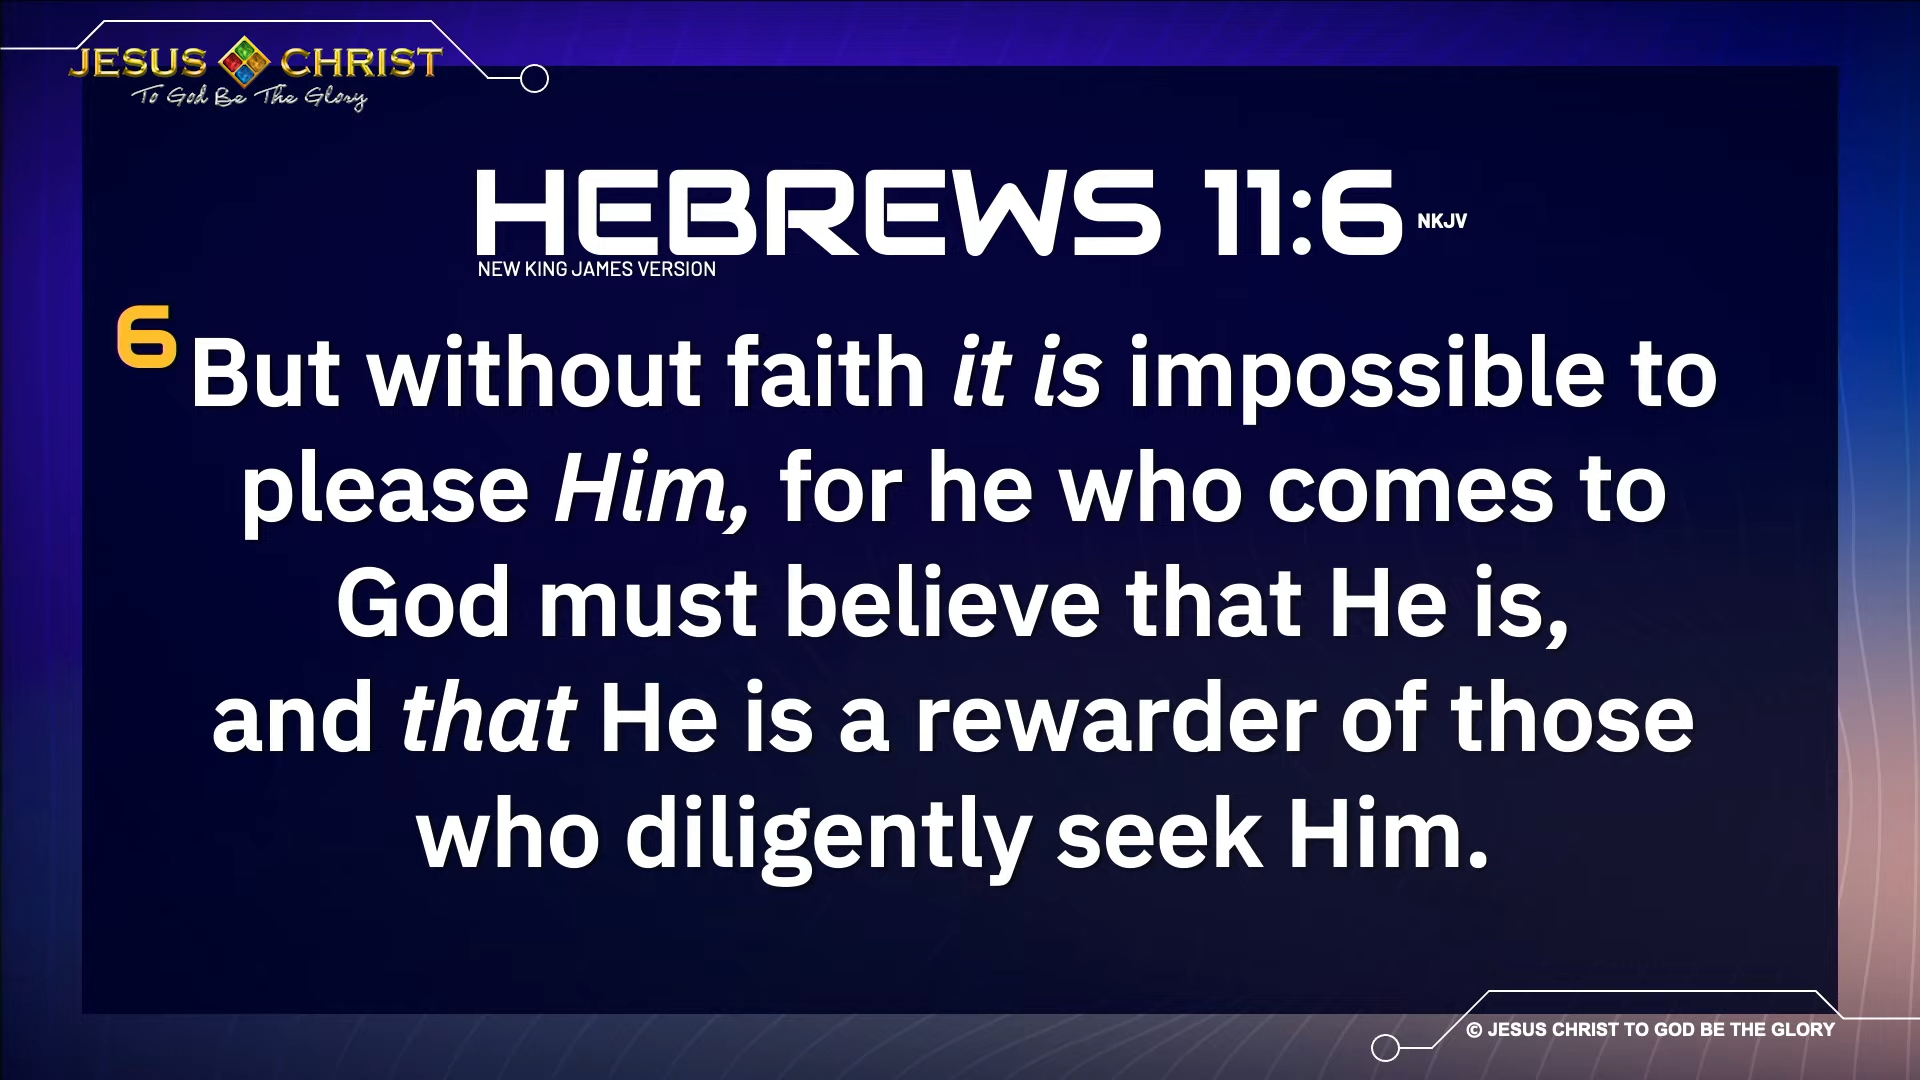 JESUS CHRIST
To God Be The Glory
HEBREWS 11:6 NKJV
NEW KING JAMES VERSION
6 But without faith it is impossible to
please Him, for he who comes to
God must believe that He is,
and that He is a rewarder of those
who diligently seek Him.
© JESUS CHRIST TO GOD BE THE GLORY